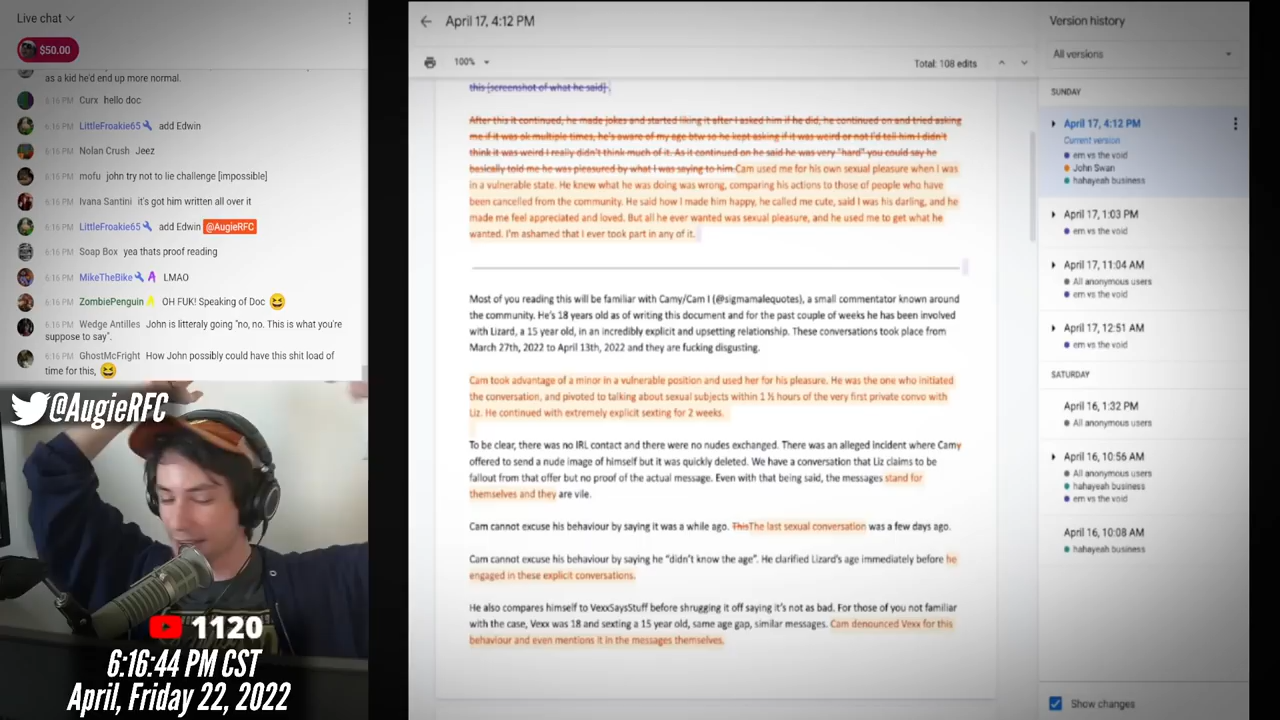 Live chat
$50.00
as a kid he'd end up more normal.
6:16 PM Curx hello doc
6:16 PM LittleFroakie65 add Edwin
6:16 PM Nolan Crush Jeez
6:16 PM mofu john try not to lie challenge [impossible]
6:16 PM Ivana Santini it's got him written all over it
6:16 PM LittleFroakie65 add Edwin @AugieRFC
6:16 PM Soap Box yea thats proof reading
6:16 PM MikeTheBike LMAO
6:16 PM ZombiePenguin OH FUK! Speaking of Doc
6:16 PM Wedge Antilles John is litteraly going "no, no. This is what you're
suppose to say".
6:16 PM GhostMcFright How John possibly could have this shit load of
time for this,
@AugieRFC
1120
6:16:44 PM CST
April, Friday 22, 2022
April 17, 4:12 PM
100%
Total: 108 edits
this [screenshot of what he said]
After this it continued, he made jokes and started liking it after I asked him if he did, he continued on and tried asking
me if it was ok multiple times, he's aware of my age btw so he kept asking if it was weird or not I'd tell him I didn't
think it was weird I really didn't think much of it. As it continued on he said he was very "hard" you could say he
basically told me he was pleasured by what I was saying to him Cam used me for his own sexual pleasure when I was
in a vulnerable state. He knew what he was doing was wrong, comparing his actions to those of people who have
been cancelled from the community. He said how I made him happy, he called me cute, said I was his darling, and he
made me feel appreciated and loved. But all he ever wanted was sexual pleasure, and he used me to get what he
wanted. I'm ashamed that I ever took part in any of it.
Most of you reading this will be familiar with Camy/Cam I (@sigmamalequotes), a small commentator known around
the community. He's 18 years old as of writing this document and for the past couple of weeks he has been involved
with Lizard, a 15 year old, in an incredibly explicit and upsetting relationship. These conversations took place from
March 27th, 2022 to April 13th, 2022 and they are fucking disgusting.
Cam took advantage of a minor in a vulnerable position and used her for his pleasure. He was the one who initiated
the conversation, and pivoted to talking about sexual subjects within 1 ½ hours of the very first private convo with
Liz. He continued with extremely explicit sexting for 2 weeks.
To be clear, there was no IRL contact and there were no nudes exchanged. There was an alleged incident where Camy
offered to send a nude image of himself but it was quickly deleted. We have a conversation that Liz claims to be
fallout from that offer but no proof of the actual message. Even with that being said, the messages stand for
themselves and they are vile.
Cam cannot excuse his behaviour by saying it was a while ago. ThisThe last sexual conversation was a few days ago.
Cam cannot excuse his behaviour by saying he "didn't know the age". He clarified Lizard's age immediately before he
engaged in these explicit conversations.
He also compares himself to VexxSaysStuff before shrugging it off saying it's not as bad. For those of you not familiar
with the case, Vexx was 18 and sexting a 15 year old, same age gap, similar messages. Cam denounced Vexx for this
behaviour and even mentions it in the messages themselves.
Version history
All versions
SUNDAY
April 17, 4:12 PM
Current version
em vs the void
John Swan
hahayeah business
April 17, 1:03 PM
em vs the void
April 17, 11:04 AM
All anonymous users
em vs the void
April 17, 12:51 AM
em vs the void
SATURDAY
April 16, 1:32 PM
All anonymous users
April 16, 10:56 AM
All anonymous users
hahayeah business
em vs the void
April 16, 10:08 AM
hahayeah business
Show changes